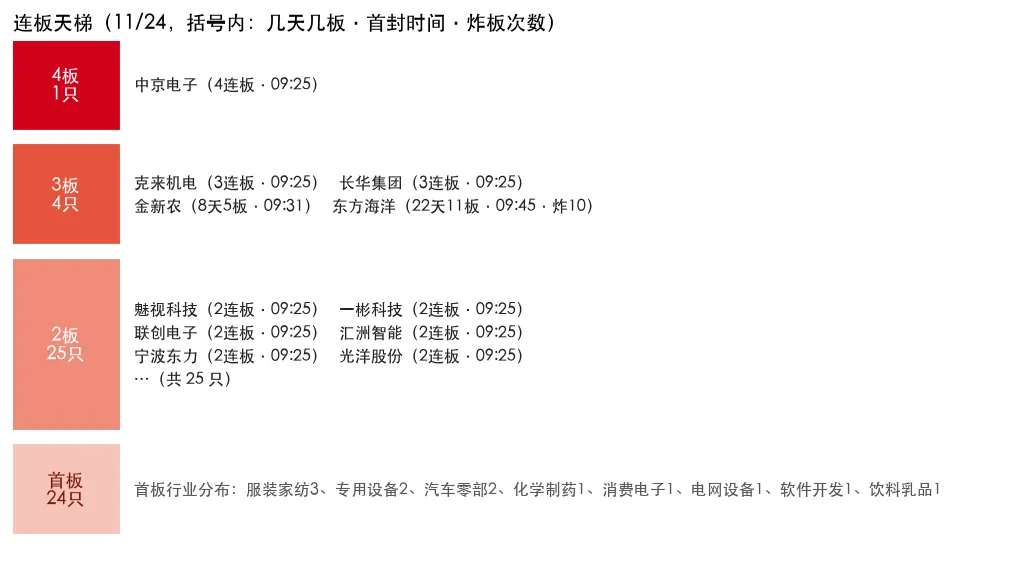 连板天梯（11/24，括号内：几天几板·首封时间·炸板次数）
4板
1只
中京电子（4连板·09:25）
3板
4只
克来机电（3连板·09:25） 长华集团（3连板·09:25）
金新农（8天5板·09:31） 东方海洋（22天11板·09:45·炸10）
2板
25只
魅视科技（2连板·09:25） 一彬科技（2连板·09:25）
联创电子（2连板·09:25） 汇洲智能（2连板·09:25）
宁波东力（2连板·09:25） 光洋股份（2连板·09:25）
…（共 25 只）
首板
24只
首板行业分布：服装家纺3、专用设备2、汽车零部2、化学制药1、消费电子1、电网设备1、软件开发1、饮料乳品1